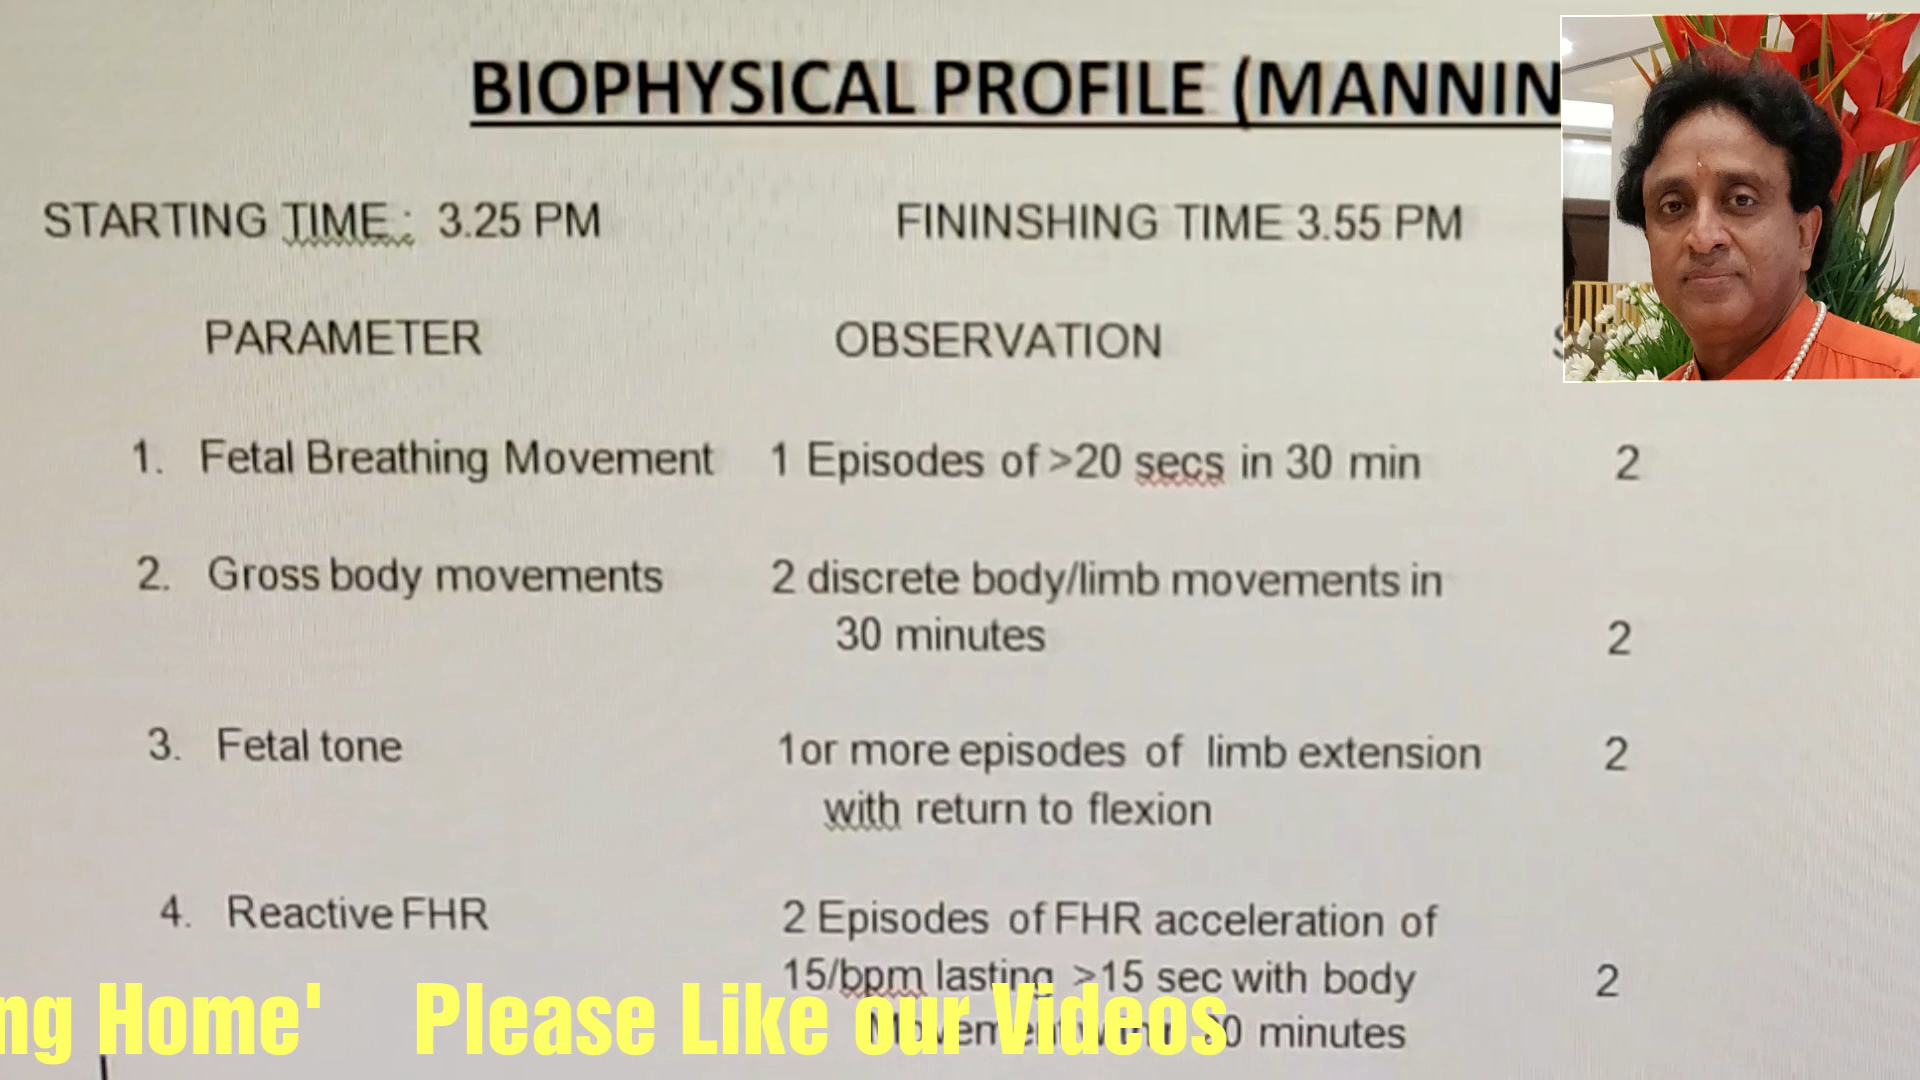 BIOPHYSICAL PROFILE (MANNIN
STARTING TIME : 3.25 PM FININSHING TIME 3.55 PM
PARAMETER OBSERVATION
1. Fetal Breathing Movement 1 Episodes of >20 secs in 30 min 2
2. Gross body movements 2 discrete body/limb movements in
30 minutes 2
3. Fetal tone 1or more episodes of limb extension 2
with return to flexion
4. Reactive FHR 2 Episodes of FHR acceleration of
15/bpm lasting >15 sec with body 2
Movement minutes
ng Home' Please Like our Videos